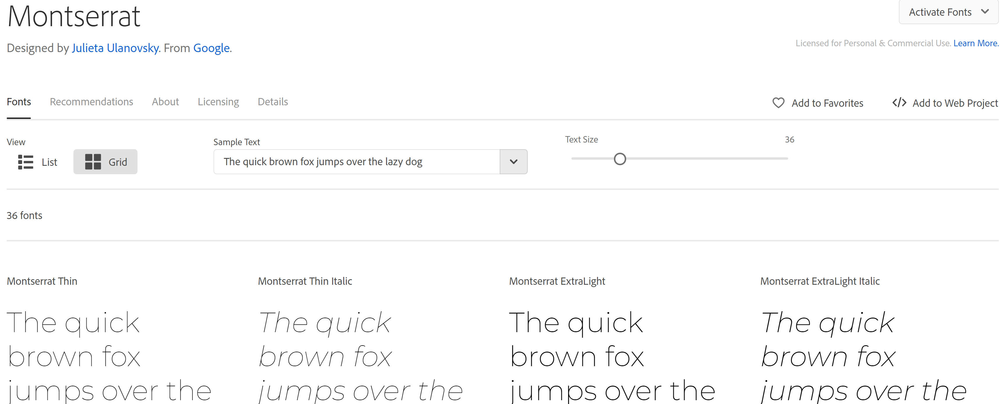 Montserrat
Activate Fonts
Designed by Julieta Ulanovsky. From Google.
Licensed for Personal & Commercial Use. Learn More.
Fonts Recommendations About Licensing Details
Add to Favorites </> Add to Web Project
View
List Grid
Sample Text
The quick brown fox jumps over the lazy dog
Text Size 36
36 fonts
Montserrat Thin
The quick
brown fox
jumps over the
Montserrat Thin Italic
The quick
brown fox
jumps over the
Montserrat ExtraLight
The quick
brown fox
jumps over the
Montserrat ExtraLight Italic
The quick
brown fox
jumps over the